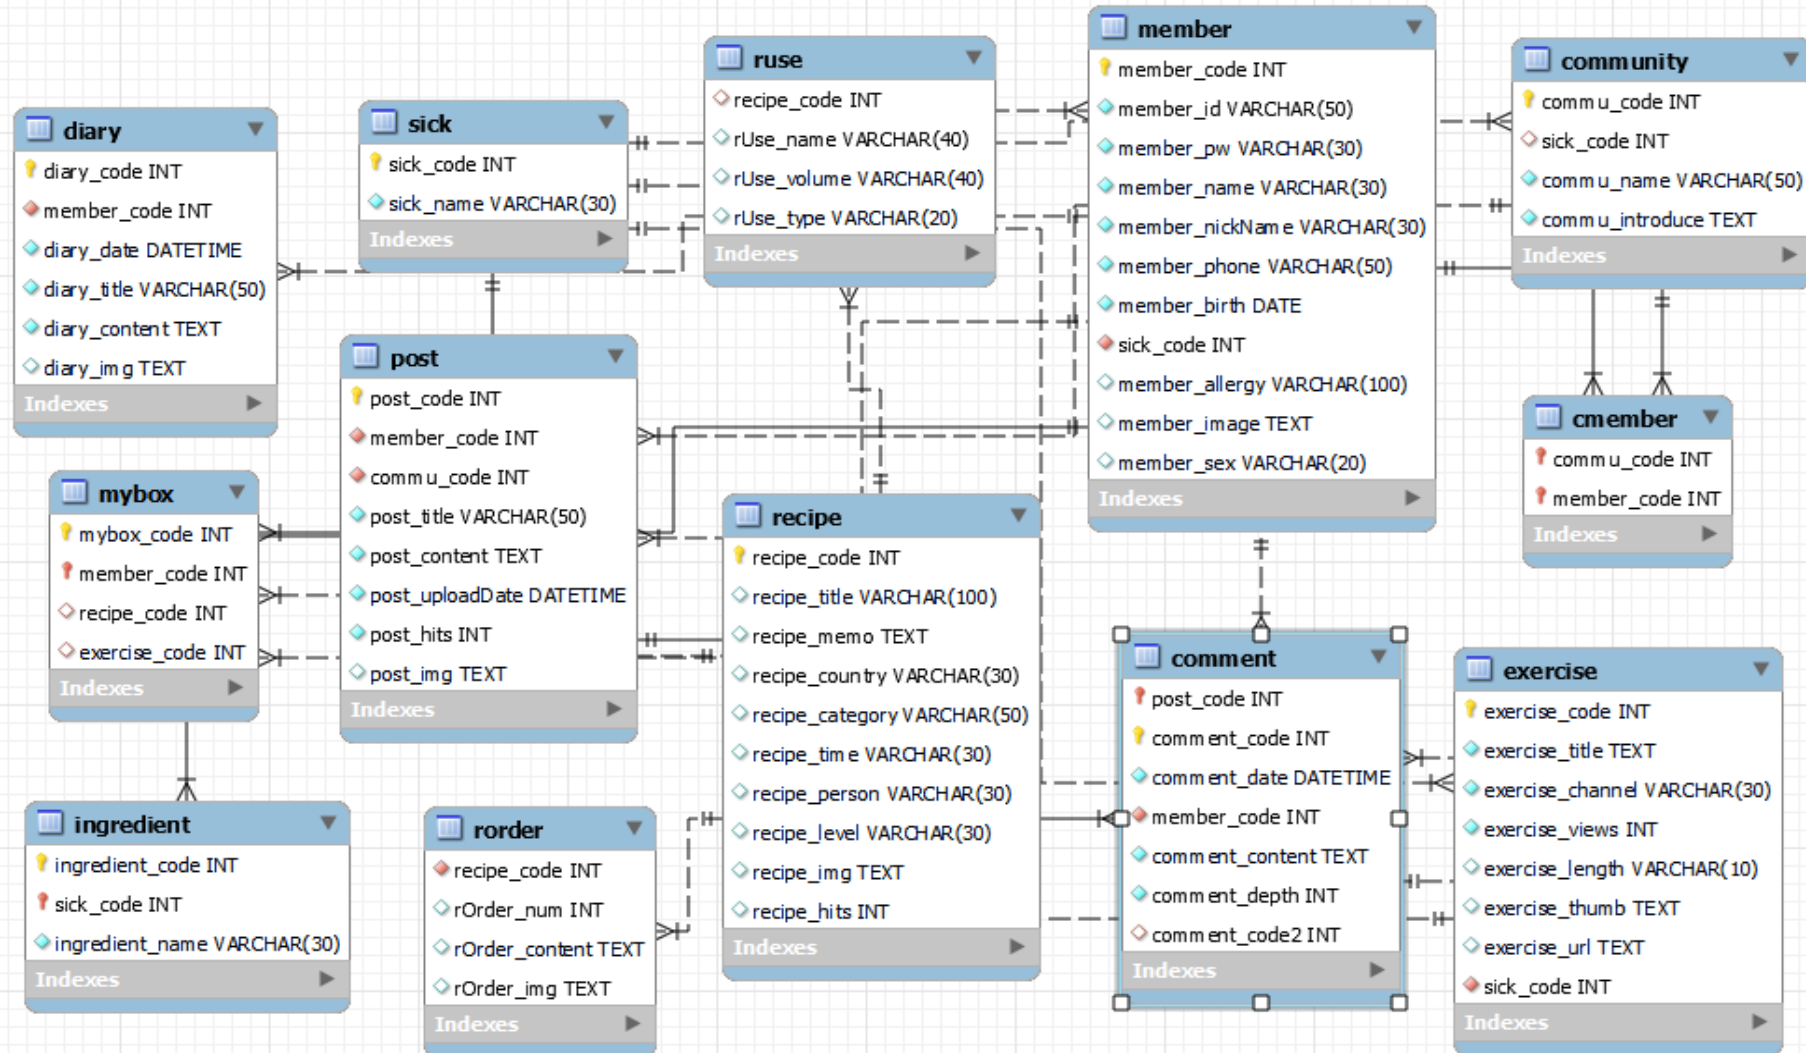 diary
diary_code INT
member_code INT
diary_date DATETIME
diary_title VARCHAR(50)
diary_content TEXT
diary_img TEXT
Indexes
sick
sick_code INT
sick_name VARCHAR(30)
Indexes
ruse
recipe_code INT
rUse_name VARCHAR(40)
rUse_volume VARCHAR(40)
rUse_type VARCHAR(20)
Indexes
member
member_code INT
member_id VARCHAR(50)
member_pw VARCHAR(30)
member_name VARCHAR(30)
member_nickName VARCHAR(30)
member_phone VARCHAR(50)
member_birth DATE
sick_code INT
member_allergy VARCHAR(100)
member_image TEXT
member_sex VARCHAR(20)
Indexes
community
commu_code INT
sick_code INT
commu_name VARCHAR(50)
commu_introduce TEXT
Indexes
post
post_code INT
member_code INT
commu_code INT
post_title VARCHAR(50)
post_content TEXT
post_uploadDate DATETIME
post_hits INT
post_img TEXT
Indexes
cmember
commu_code INT
member_code INT
Indexes
mybox
mybox_code INT
member_code INT
recipe_code INT
exercise_code INT
Indexes
recipe
recipe_code INT
recipe_title VARCHAR(100)
recipe_memo TEXT
recipe_country VARCHAR(30)
recipe_category VARCHAR(50)
recipe_time VARCHAR(30)
recipe_person VARCHAR(30)
recipe_level VARCHAR(30)
recipe_img TEXT
recipe_hits INT
Indexes
comment
post_code INT
comment_code INT
comment_date DATETIME
member_code INT
comment_content TEXT
comment_depth INT
comment_code2 INT
Indexes
exercise
exercise_code INT
exercise_title TEXT
exercise_channel VARCHAR(30)
exercise_views INT
exercise_length VARCHAR(10)
exercise_thumb TEXT
exercise_url TEXT
sick_code INT
Indexes
ingredient
ingredient_code INT
sick_code INT
ingredient_name VARCHAR(30)
Indexes
rorder
recipe_code INT
rOrder_num INT
rOrder_content TEXT
rOrder_img TEXT
Indexes